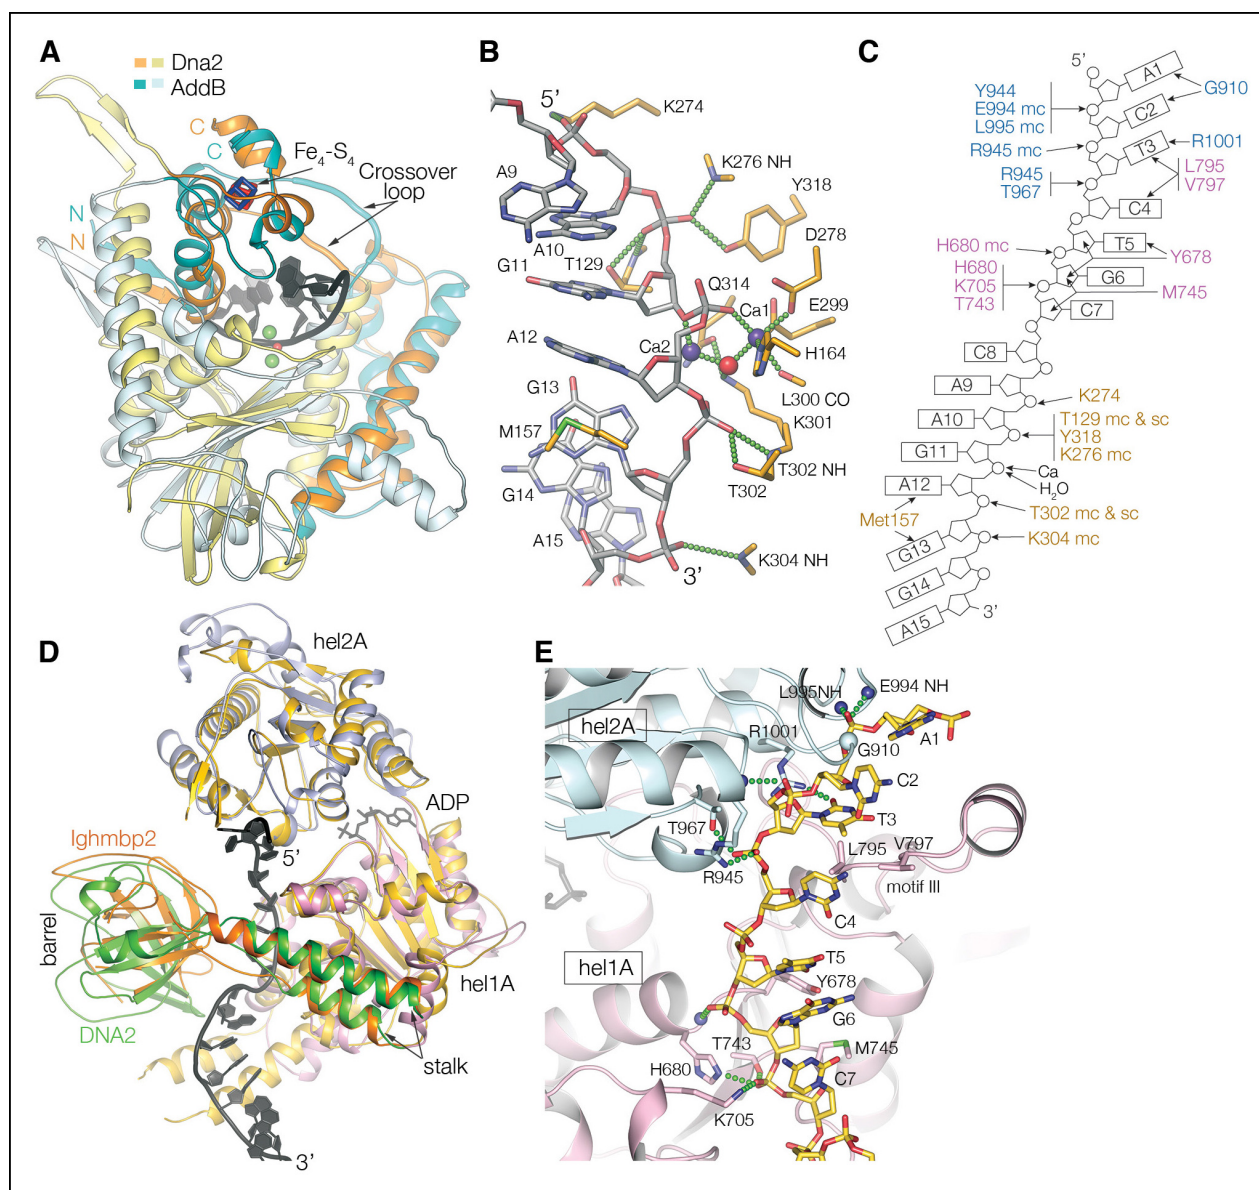 A
Dna2
AddB
C
C
Fe4-S4
Crossover
loop
N
N
B
5’
K274
A9
K276 NH
Y318
A10
T129
D278
G11
Q314
Ca1
E299
A12
Ca2
H164
G13
L300 CO
M157
K301
T302 NH
G14
T302
A15
K304 NH
3’
C
5’
A1
Y944
G910
E994 mc
C2
L995 mc
R945 mc
T3
R1001
R945
L795
T967
V797
C4
H680 mc
T5
Y678
H680
G6
K705
M745
T743
C7
C8
A9
K274
A10
T129 mc & sc
Y318
K276 mc
G11
Ca
H2O
A12
T302 mc & sc
Met157
K304 mc
G13
G14
3’
A15
D
hel2A
ADP
Ighmbp2
5’
barrel
hel1A
DNA2
stalk
3’
E
L995NH
E994 NH
hel2A
R1001
G910
A1
C2
T3
T967
L795
V797
R945
motif III
C4
hel1A
T5
Y678
G6
T743
M745
H680
C7
K705